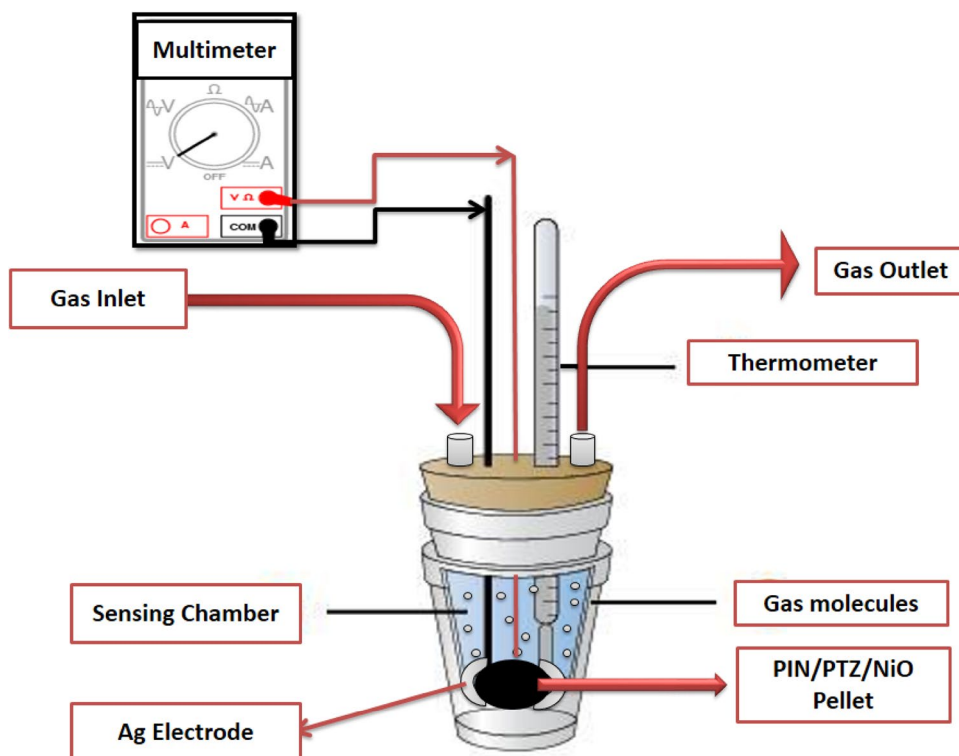 Multimeter
Ω
V
A
V
A
OFF
V Ω
A
COM
Gas Inlet
Gas Outlet
Thermometer
Sensing Chamber
Gas molecules
PIN/PTZ/NiO
Pellet
Ag Electrode